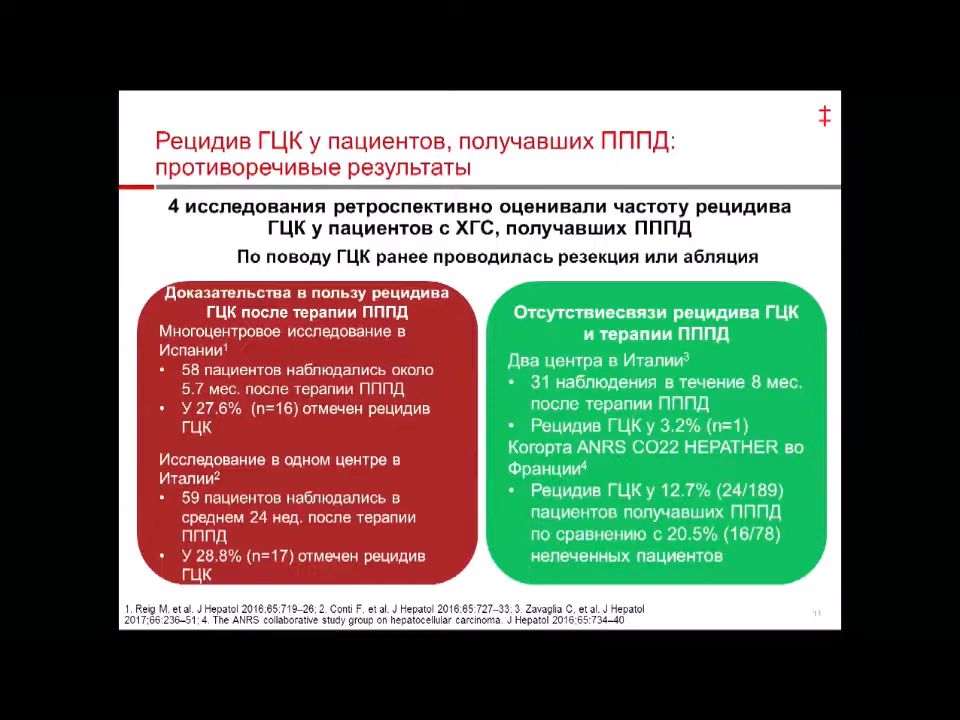 ‡
Рецидив ГЦК у пациентов, получавших ПППД:
противоречивые результаты
4 исследования ретроспективно оценивали частоту рецидива
ГЦК у пациентов с ХГС, получавших ПППД
По поводу ГЦК ранее проводилась резекция или абляция
Доказательства в пользу рецидива
ГЦК после терапии ПППД
Многоцентровое исследование в
Испании1
• 58 пациентов наблюдались около
5.7 мес. после терапии ПППД
• У 27.6% (n=16) отмечен рецидив
ГЦК
Исследование в одном центре в
Италии2
• 59 пациентов наблюдались в
среднем 24 нед. после терапии
ПППД
• У 28.8% (n=17) отмечен рецидив
ГЦК
Отсутствиесвязи рецидива ГЦК
и терапии ПППД
Два центра в Италии3
• 31 наблюдения в течение 8 мес.
после терапии ПППД
• Рецидив ГЦК у 3.2% (n=1)
Когорта ANRS CO22 HEPATHER во
Франции4
• Рецидив ГЦК у 12.7% (24/189)
пациентов получавших ПППД
по сравнению с 20.5% (16/78)
нелеченных пациентов
1. Reig M, et al. J Hepatol 2016;65:719–26; 2. Conti F, et al. J Hepatol 2016;65:727–33; 3. Zavaglia C, et al. J Hepatol
2017;66:236–51; 4. The ANRS collaborative study group on hepatocellular carcinoma. J Hepatol 2016;65:734–40
11